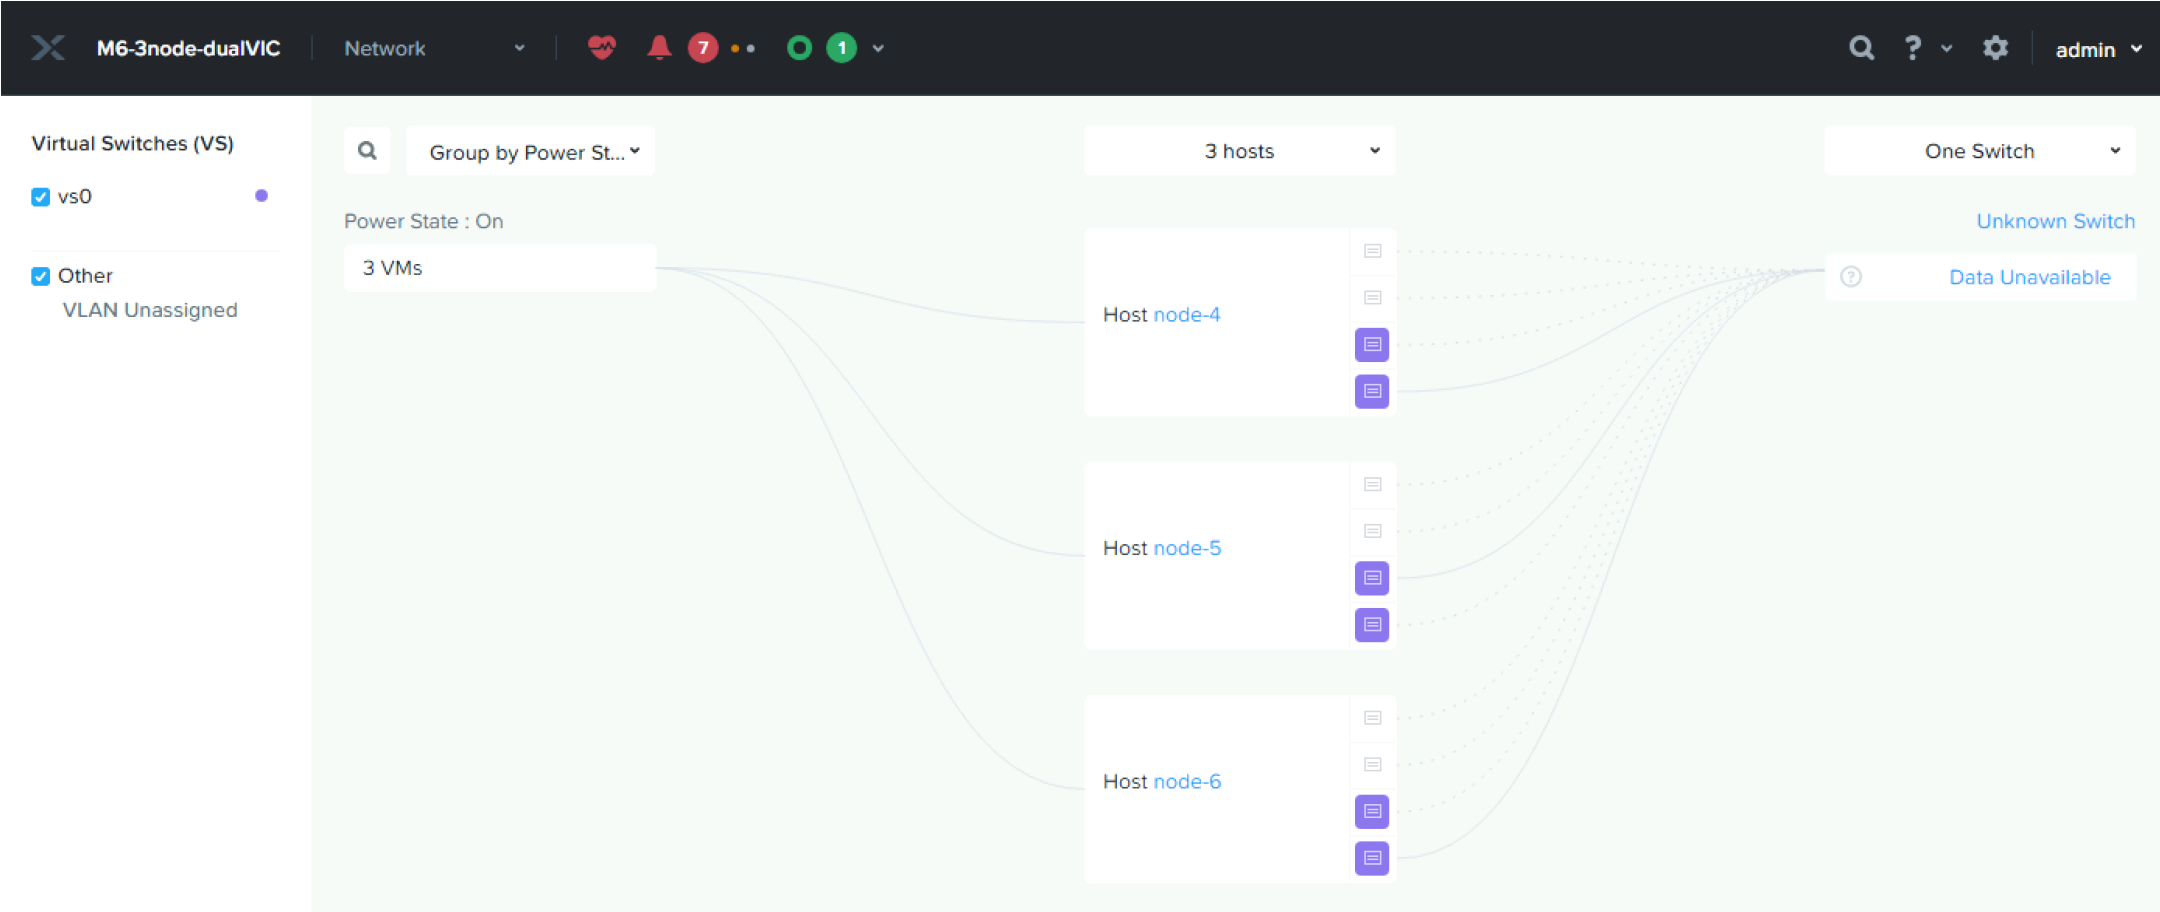 M6-3node-dualVIC
Network
7
1
?
admin
Virtual Switches (VS)
vs0
Other
VLAN Unassigned
Group by Power St...
3 hosts
One Switch
Power State : On
3 VMs
Unknown Switch
? Data Unavailable
Host node-4
Host node-5
Host node-6